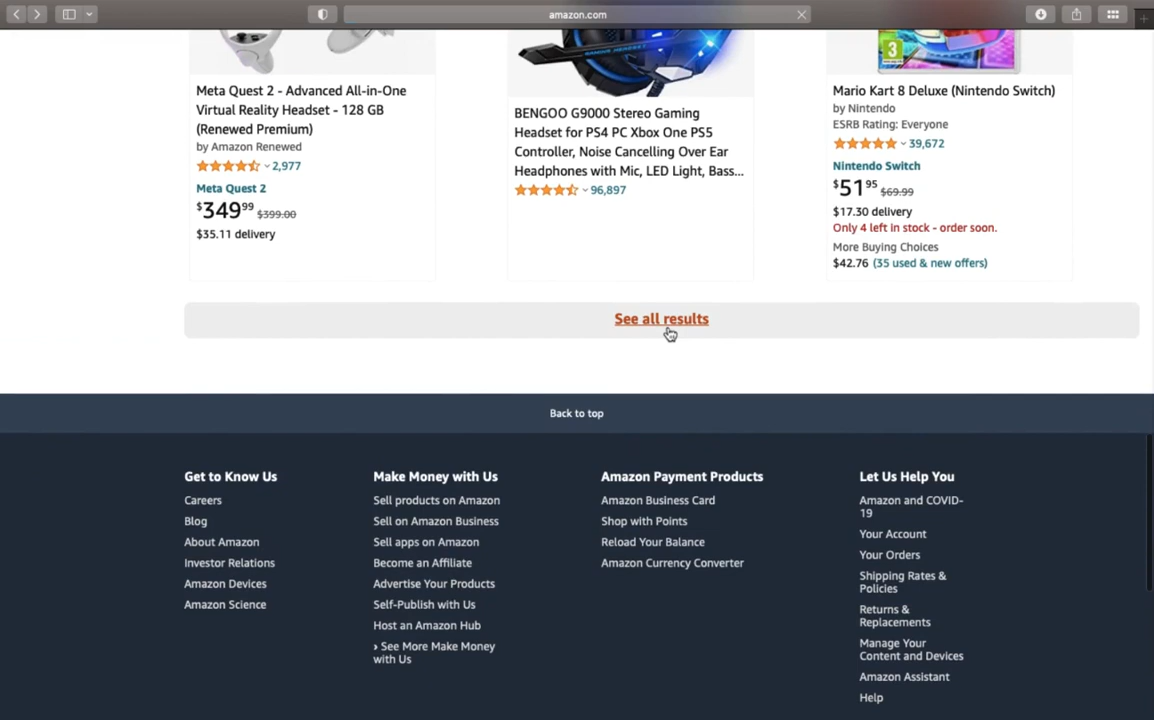 amazon.com
3
Meta Quest 2 - Advanced All-in-One
Virtual Reality Headset - 128 GB
(Renewed Premium)
by Amazon Renewed
2,977
Meta Quest 2
$349.99 $399.00
$35.11 delivery
GAMING HEADSET
BENGOO G9000 Stereo Gaming
Headset for PS4 PC Xbox One PS5
Controller, Noise Cancelling Over Ear
Headphones with Mic, LED Light, Bass...
96,897
Mario Kart 8 Deluxe (Nintendo Switch)
by Nintendo
ESRB Rating: Everyone
39,672
Nintendo Switch
$51.95 $69.99
$17.30 delivery
Only 4 left in stock - order soon.
More Buying Choices
$42.76 (35 used & new offers)
See all results
Back to top
Get to Know Us
Careers
Blog
About Amazon
Investor Relations
Amazon Devices
Amazon Science
Make Money with Us
Sell products on Amazon
Sell on Amazon Business
Sell apps on Amazon
Become an Affiliate
Advertise Your Products
Self-Publish with Us
Host an Amazon Hub
› See More Make Money
with Us
Amazon Payment Products
Amazon Business Card
Shop with Points
Reload Your Balance
Amazon Currency Converter
Let Us Help You
Amazon and COVID-
19
Your Account
Your Orders
Shipping Rates &
Policies
Returns &
Replacements
Manage Your
Content and Devices
Amazon Assistant
Help